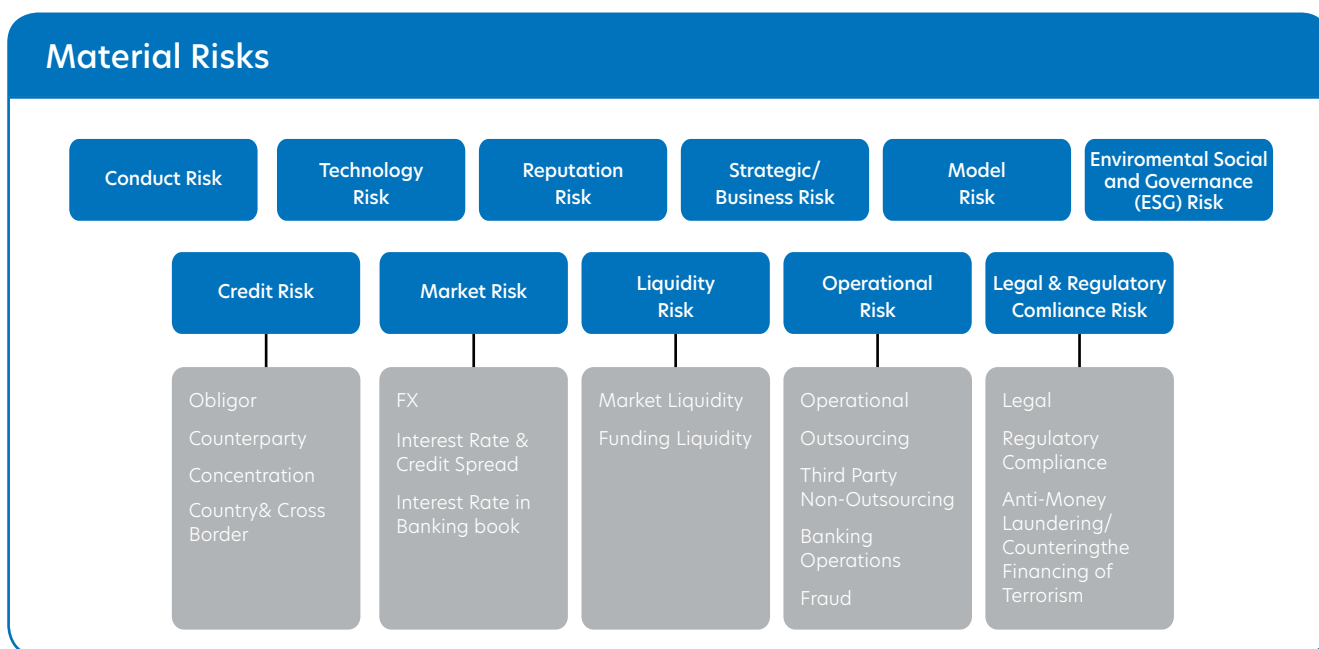 Material Risks
Conduct Risk
Technology
Risk
Reputation
Risk
Strategic/
Business Risk
Model
Risk
Enviromental Social
and Governance
(ESG) Risk
Credit Risk
Market Risk
Liquidity
Risk
Operational
Risk
Legal & Regulatory
Comliance Risk
Obligor
Counterparty
Concentration
Country& Cross
Border
FX
Interest Rate &
Credit Spread
Interest Rate in
Banking book
Market Liquidity
Funding Liquidity
Operational
Outsourcing
Third Party
Non-Outsourcing
Banking
Operations
Fraud
Legal
Regulatory
Compliance
Anti-Money
Laundering/
Counteringthe
Financing of
Terrorism